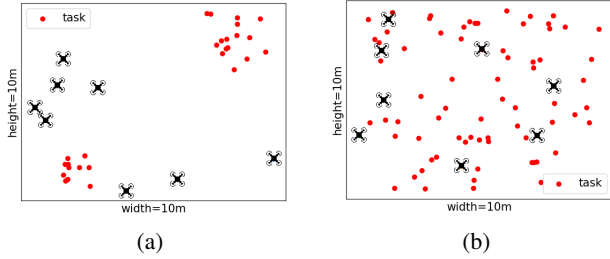 task
height=10m
width=10m
(a)
height=10m
task
width=10m
(b)